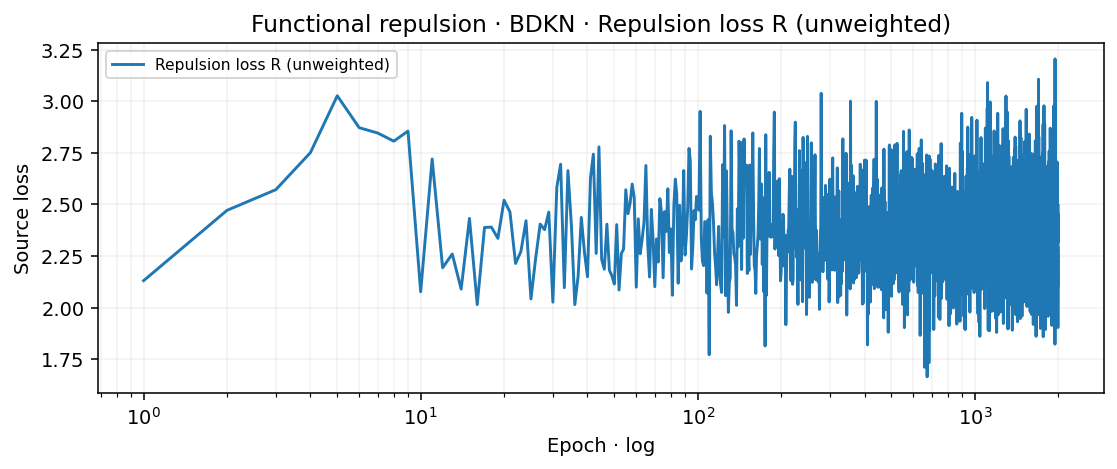 Functional repulsion · BDKN · Repulsion loss R (unweighted)
Repulsion loss R (unweighted)
Source loss
3.25
3.00
2.75
2.50
2.25
2.00
1.75
10⁰ 10¹ 10² 10³
Epoch · log